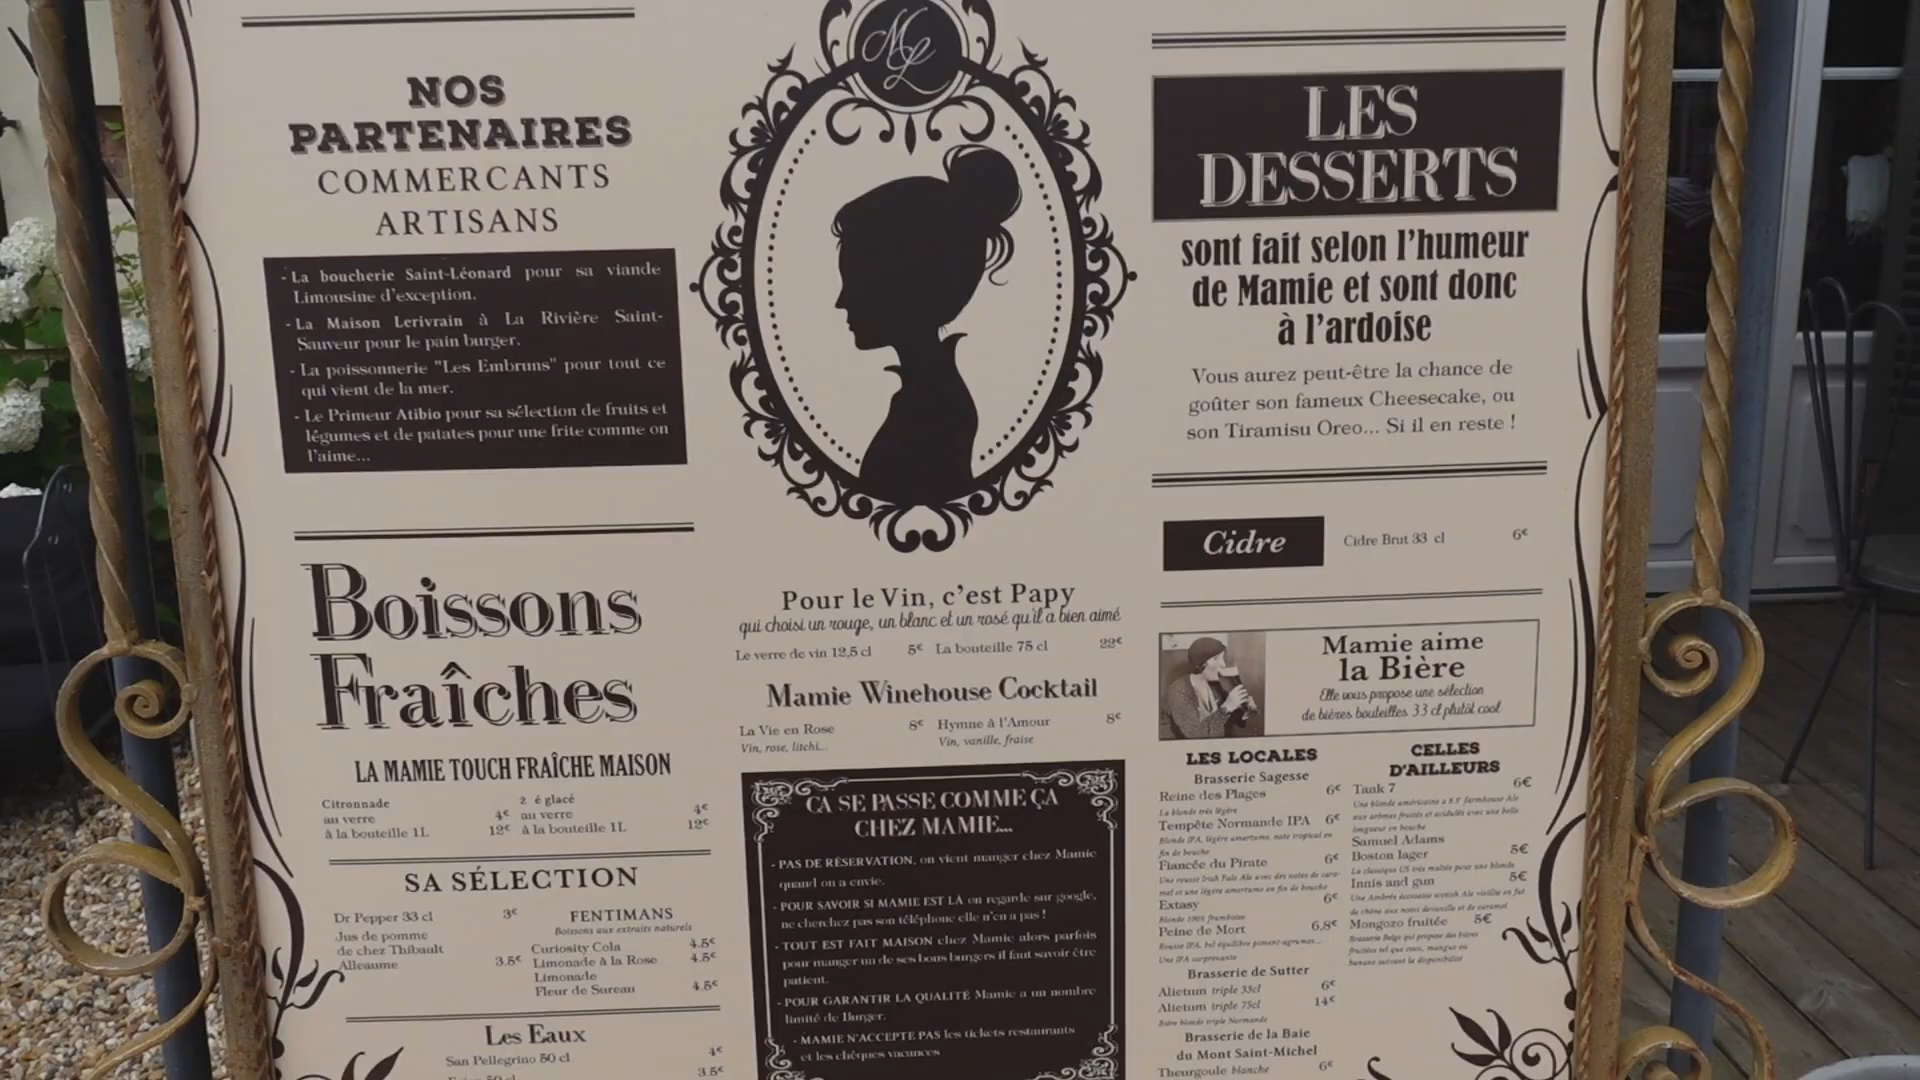 NOS
PARTENAIRES
COMMERCANTS
ARTISANS
- La boucherie Saint-Léonard pour sa viande
Limousine d'exception.
- La Maison Lerivrain à La Rivière Saint-
Sauveur pour le pain burger.
- La poissonnerie "Les Embruns" pour tout ce
qui vient de la mer.
- Le Primeur Atibio pour sa sélection de fruits et
légumes et de patates pour une frite comme on
l'aime...
Boissons
Fraîches
LA MAMIE TOUCH FRAÎCHE MAISON
Citronnade
au verre 4€
à la bouteille 1L 12€
2 é glacé
au verre 4€
à la bouteille 1L 12€
SA SÉLECTION
Dr Pepper 33 cl 3€
Jus de pomme
de chez Thibault
Alleaume 3.5€
FENTIMANS
Boissons aux extraits naturels
Curiosity Cola 4.5€
Limonade à la Rose 4.5€
Limonade
Fleur de Sureau 4.5€
Les Eaux
San Pellegrino 50 cl 4€
50 cl 3.5€
ML
Pour le Vin, c'est Papy
qui choisi un rouge, un blanc et un rosé qu'il a bien aimé
Le verre de vin 12,5 cl 5€ La bouteille 75 cl 22€
Mamie Winehouse Cocktail
La Vie en Rose 8€
Vin, rose, litchi...
Hymne à l'Amour 8€
Vin, vanille, fraise
ÇA SE PASSE COMME ÇA
CHEZ MAMIE...
- PAS DE RÉSERVATION, on vient manger chez Mamie
quand on a envie.
- POUR SAVOIR SI MAMIE EST LÀ on regarde sur google,
ne cherchez pas son téléphone elle n'en a pas !
- TOUT EST FAIT MAISON chez Mamie alors parfois
pour manger un de ses bons burgers il faut savoir être
patient.
- POUR GARANTIR LA QUALITÉ Mamie a un nombre
limité de Burger.
- MAMIE N'ACCEPTE PAS les tickets restaurants
et les chèques vacances
LES
DESSERTS
sont fait selon l'humeur
de Mamie et sont donc
à l'ardoise
Vous aurez peut-être la chance de
goûter son fameux Cheesecake, ou
son Tiramisu Oreo... Si il en reste !
Cidre
Cidre Brut 33 cl 6€
Mamie aime
la Bière
Elle vous propose une sélection
de bières bouteilles 33 cl plutôt cool
LES LOCALES
Brasserie Sagesse
Reine des Plages 6€
La blonde très légère
Tempête Normande IPA 6€
Blonde IPA, légère amertume, note tropical en
fin de bouche
Fiancée du Pirate 6€
Une rousse Irish Pale Ale avec des notes de cara-
mel et une légère amertume en fin de bouche
Extasy 6€
Blonde 100% framboise
Peine de Mort 6,8€
Rousse IPA, bel équilibre piment-agrumes...
Une IPA surprenante
Brasserie de Sutter
Alietum triple 33cl 6€
Alietum triple 75cl 14€
Bière blonde triple Normande
Brasserie de la Baie
du Mont Saint-Michel
Theurgoule blanche 6€
CELLES
D'AILLEURS
Tank 7 6€
Une blonde américaine a 8.5° farmhouse Ale
aux arômes fruités et acidulés avec une belle
longueur en bouche
Samuel Adams
Boston lager 5€
La classique US très maltée pour une blonde
Innis and gun 5€
Une Ambrée écossaise scotish Ale vieillie en fut
de chêne aux notes de vanille et de caramel
Mongozo fruitée 5€
Brasserie Belge qui propose des bières
fruitées tel que coco, mangue ou
banane suivant la disponibilité